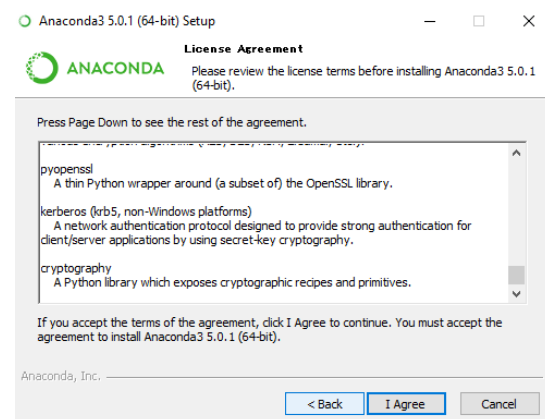 Anaconda3 5.0.1 (64-bit) Setup
License Agreement
ANACONDA
Please review the license terms before installing Anaconda3 5.0.1
(64-bit).
Press Page Down to see the rest of the agreement.
pyopenssl
A thin Python wrapper around (a subset of) the OpenSSL library.
kerberos (krb5, non-Windows platforms)
A network authentication protocol designed to provide strong authentication for
client/server applications by using secret-key cryptography.
cryptography
A Python library which exposes cryptographic recipes and primitives.
If you accept the terms of the agreement, click I Agree to continue. You must accept the
agreement to install Anaconda3 5.0.1 (64-bit).
Anaconda, Inc.
< Back
I Agree
Cancel